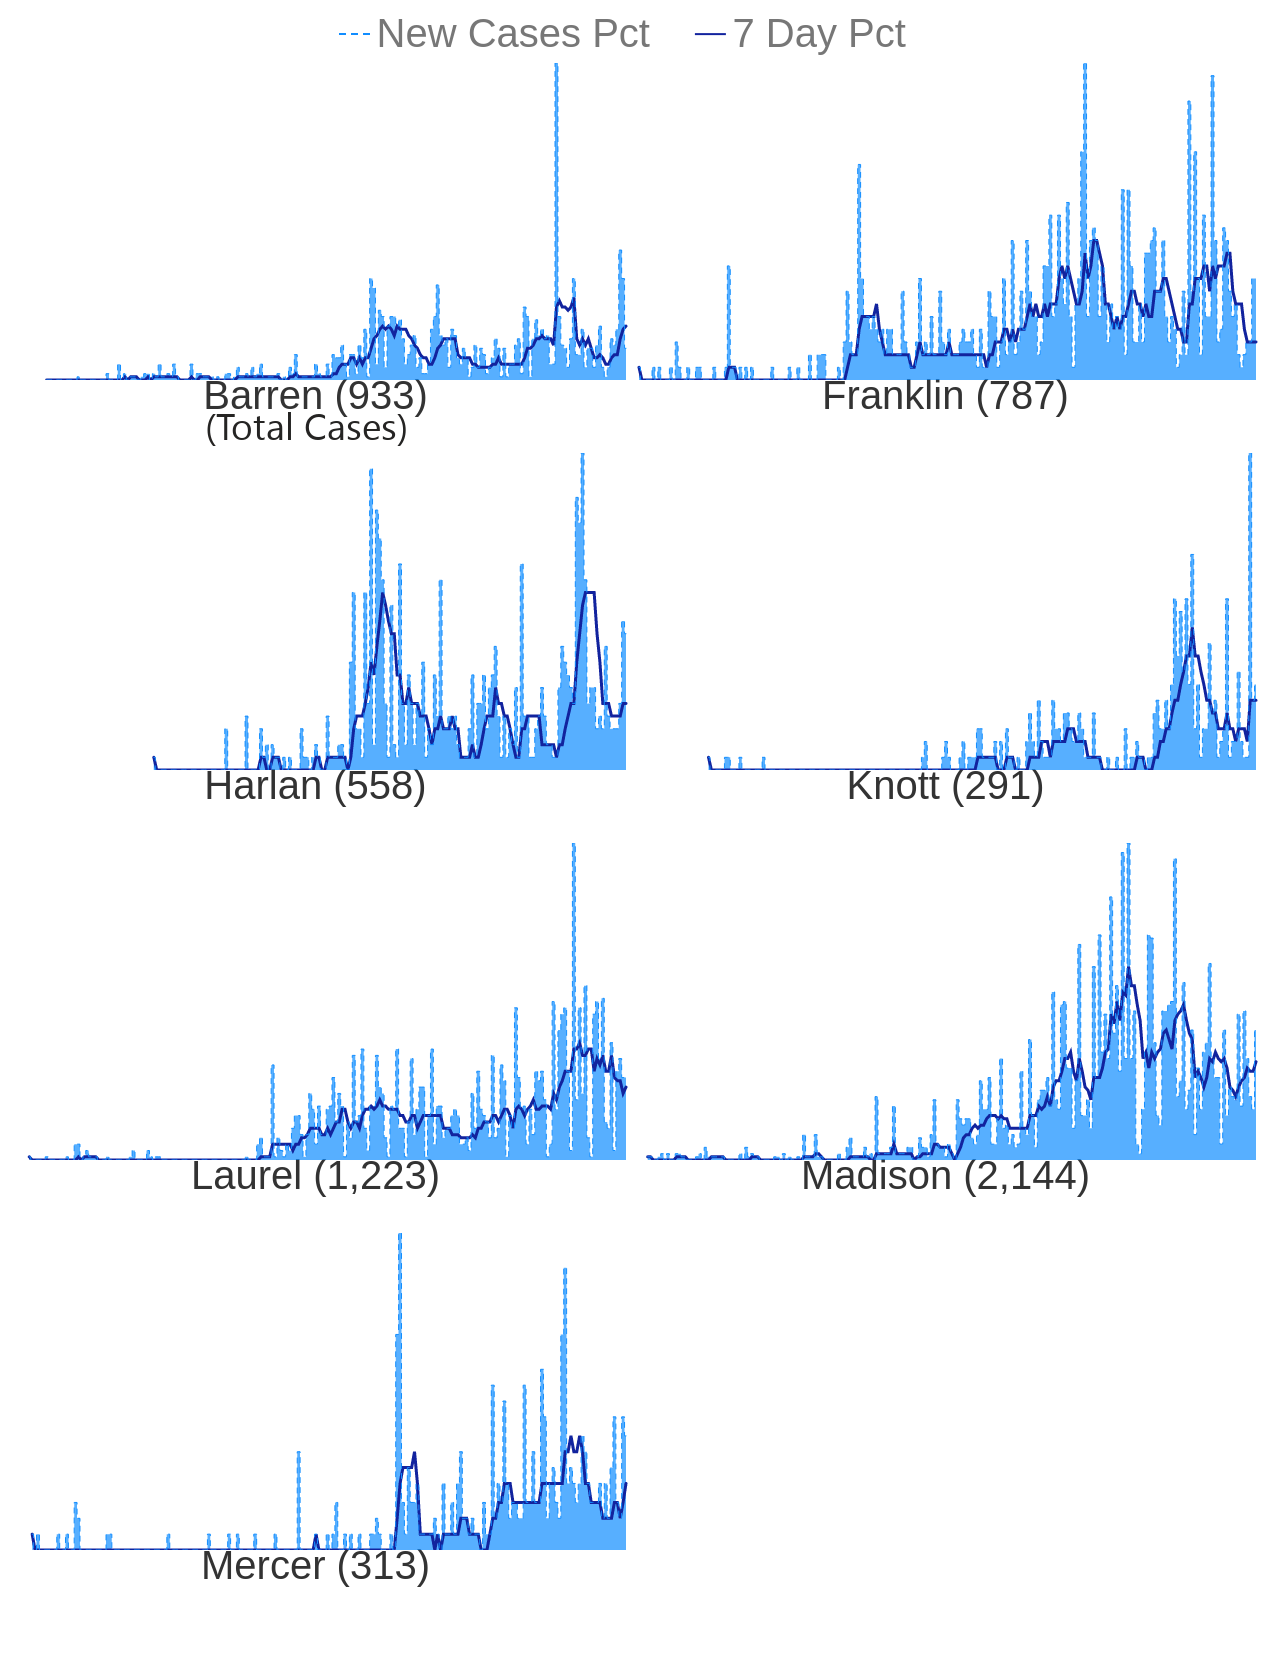 New Cases Pct 7 Day Pct
Barren (933)
(Total Cases)
Franklin (787)
Harlan (558)
Knott (291)
Laurel (1,223)
Madison (2,144)
Mercer (313)